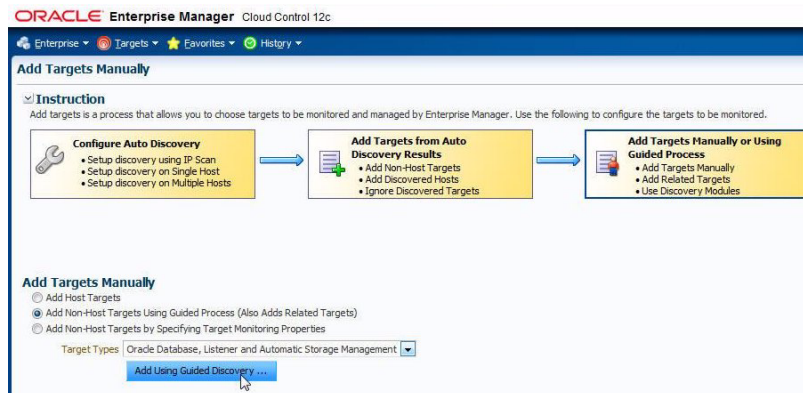 ORACLE Enterprise Manager Cloud Control 12c
Enterprise Targets Favorites History
Add Targets Manually
Instruction
Add targets is a process that allows you to choose targets to be monitored and managed by Enterprise Manager. Use the following to configure the targets to be monitored.
Configure Auto Discovery
• Setup discovery using IP Scan
• Setup discovery on Single Host
• Setup discovery on Multiple Hosts
Add Targets from Auto
Discovery Results
• Add Non-Host Targets
• Add Discovered Hosts
• Ignore Discovered Targets
Add Targets Manually or Using
Guided Process
• Add Targets Manually
• Add Related Targets
• Use Discovery Modules
Add Targets Manually
Add Host Targets
Add Non-Host Targets Using Guided Process (Also Adds Related Targets)
Add Non-Host Targets by Specifying Target Monitoring Properties
Target Types Oracle Database, Listener and Automatic Storage Management
Add Using Guided Discovery ...